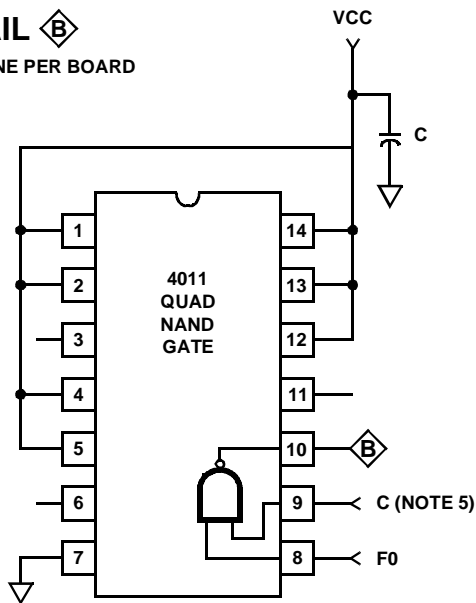 AIL B
NE PER BOARD
VCC
C
1
2
3
4
5
6
7
4011
QUAD
NAND
GATE
14
13
12
11
10
9
8
B
C (NOTE 5)
F0